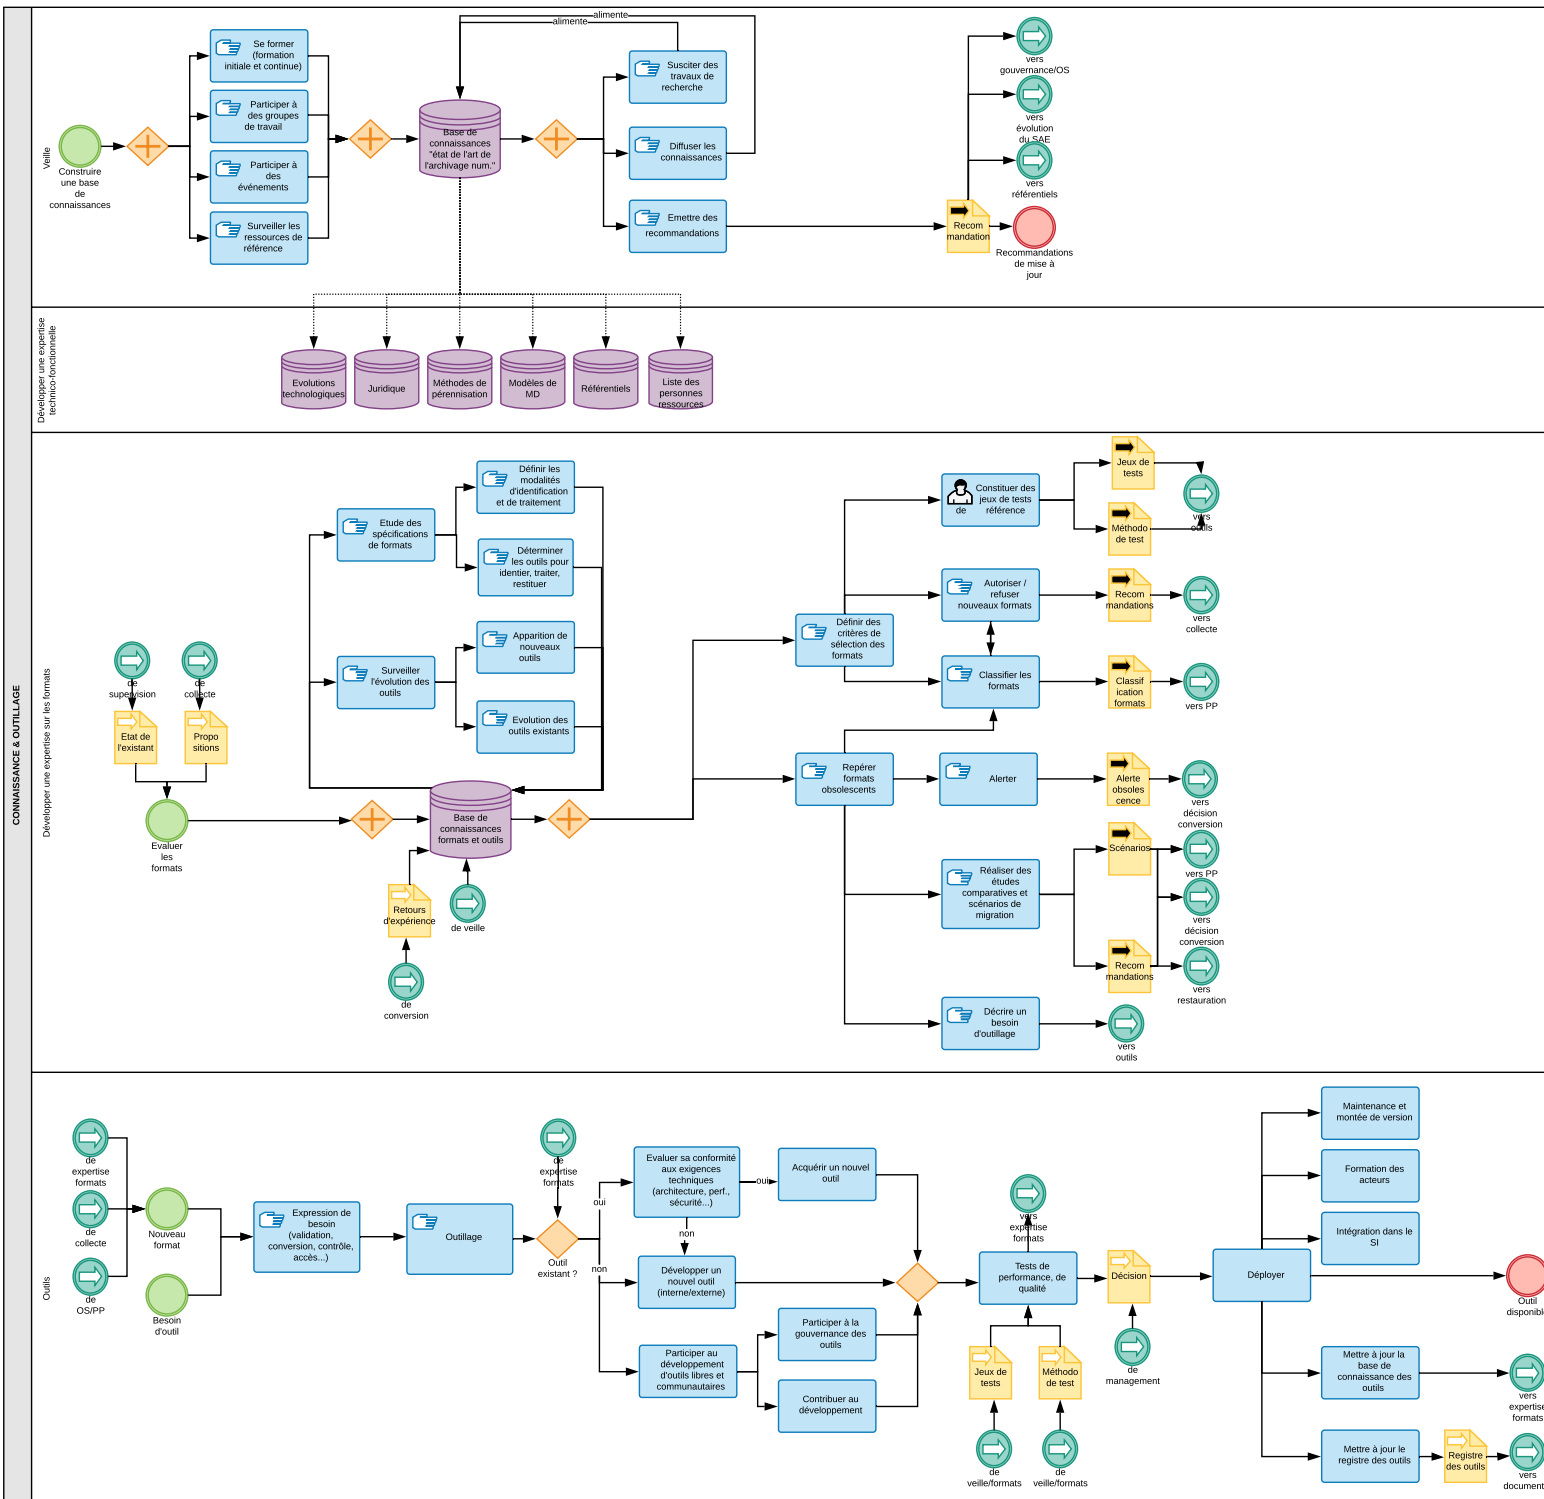 CONNAISSANCE & OUTILLAGE
Veille
Construire
une base
de
connaissances
Se former
(formation
initiale et continue)
Participer à
des groupes
de travail
Participer à
des
événements
Surveiller les
ressources de
référence
alimente
alimente
Base de
connaissances
"état de l'art de
l'archivage num."
Susciter des
travaux de
recherche
Diffuser les
connaissances
Emettre des
recommandations
vers
gouvernance/OS
vers
évolution
du SAE
vers
référentiels
Recom
mandation
Recommandations
de mise à
jour
Développer une expertise
technico-fonctionnelle
Evolutions
technologiques
Juridique
Méthodes de
pérennisation
Modèles de
MD
Référentiels
Liste des
personnes
ressources
Développer une expertise sur les formats
de
supervision
de
collecte
Etat de
l'existant
Propo
sitions
Evaluer
les
formats
Etude des
spécifications
de formats
Surveiller
l'évolution des
outils
Définir les
modalités
d'identification
et de traitement
Déterminer
les outils pour
identier, traiter,
restituer
Apparition de
nouveaux
outils
Evolution des
outils existants
Base de
connaissances
formats et outils
Retours
d'expérience
de veille
de
conversion
Définir des
critères de
sélection des
formats
Repérer
formats
obsolescents
Constituer des
jeux de tests
de référence
Jeux de
tests
Méthodo
de test
vers
outils
Autoriser /
refuser
nouveaux formats
Recom
mandations
vers
collecte
Classifier les
formats
Classif
ication
formats
vers PP
Alerter
Alerte
obsoles
cence
vers
décision
conversion
Réaliser des
études
comparatives et
scénarios de
migration
Scénarios
vers PP
vers
décision
conversion
Recom
mandations
vers
restauration
Décrire un
besoin
d'outillage
vers
outils
Outils
de
expertise
formats
de
collecte
de
OS/PP
Nouveau
format
Besoin
d'outil
Expression de
besoin
(validation,
conversion, contrôle,
accès...)
Outillage
de
expertise
formats
Outil
existant ?
oui
non
Evaluer sa conformité
aux exigences
techniques
(architecture, perf.,
sécurité...)
oui
non
Acquérir un nouvel
outil
Développer un
nouvel outil
(interne/externe)
Participer au
développement
d'outils libres et
communautaires
Participer à la
gouvernance des
outils
Contribuer au
développement
vers
expertise
formats
Tests de
performance, de
qualité
Jeux de
tests
Méthodo
de test
de
veille/formats
de
veille/formats
Décision
de
management
Déployer
Maintenance et
montée de version
Formation des
acteurs
Intégration dans le
SI
Outil
disponible
Mettre à jour la
base de
connaissance des
outils
vers
expertise
formats
Mettre à jour le
registre des outils
Registre
des outils
vers
document